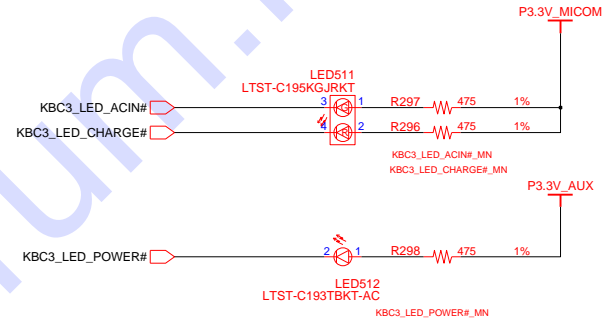 P3.3V_MICOM
LED511
LTST-C195KGJRKT
KBC3_LED_ACIN# 3 1 R297 475 1%
KBC3_LED_CHARGE# 4 2 R296 475 1%
KBC3_LED_ACIN#_MN
KBC3_LED_CHARGE#_MN
P3.3V_AUX
KBC3_LED_POWER# 2 1 R298 475 1%
LED512
LTST-C193TBKT-AC
KBC3_LED_POWER#_MN
rum.